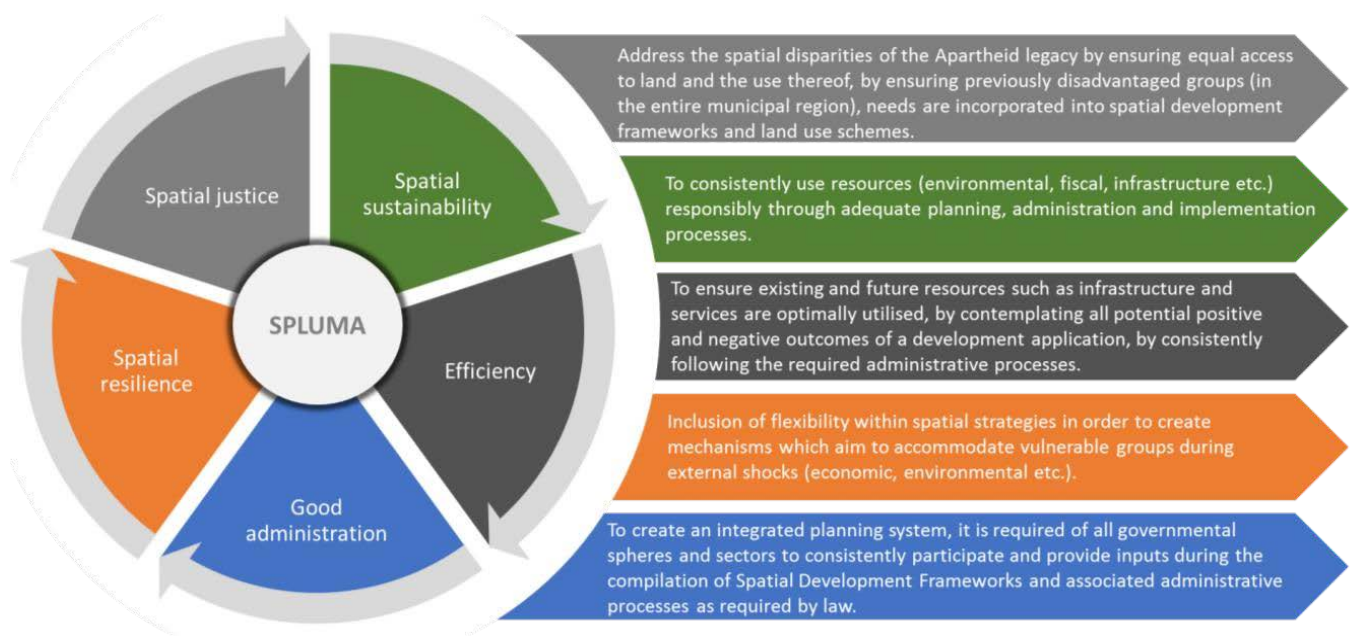 Spatial justice
Spatial
sustainability
SPLUMA
Spatial
resilience
Efficiency
Good
administration
Address the spatial disparities of the Apartheid legacy by ensuring equal access
to land and the use thereof, by ensuring previously disadvantaged groups (in
the entire municipal region), needs are incorporated into spatial development
frameworks and land use schemes.
To consistently use resources (environmental, fiscal, infrastructure etc.)
responsibly through adequate planning, administration and implementation
processes.
To ensure existing and future resources such as infrastructure and
services are optimally utilised, by contemplating all potential positive
and negative outcomes of a development application, by consistently
following the required administrative processes.
Inclusion of flexibility within spatial strategies in order to create
mechanisms which aim to accommodate vulnerable groups during
external shocks (economic, environmental etc.).
To create an integrated planning system, it is required of all governmental
spheres and sectors to consistently participate and provide inputs during the
compilation of Spatial Development Frameworks and associated administrative
processes as required by law.